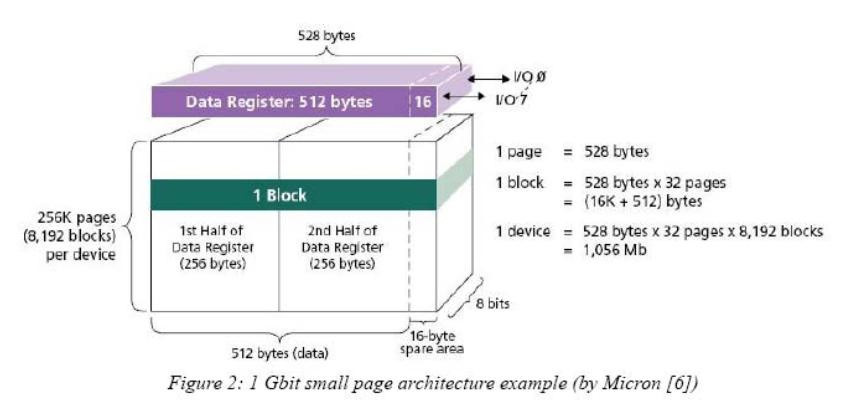 528 bytes
Data Register: 512 bytes
16
I/O 0
I/O 7
1 page = 528 bytes
1 block = 528 bytes x 32 pages
= (16K + 512) bytes
1 device = 528 bytes x 32 pages x 8,192 blocks
= 1,056 Mb
1 Block
256K pages
(8,192 blocks)
per device
1st Half of
Data Register
(256 bytes)
2nd Half of
Data Register
(256 bytes)
8 bits
512 bytes (data)
16-byte
spare area
Figure 2: 1 Gbit small page architecture example (by Micron [6])